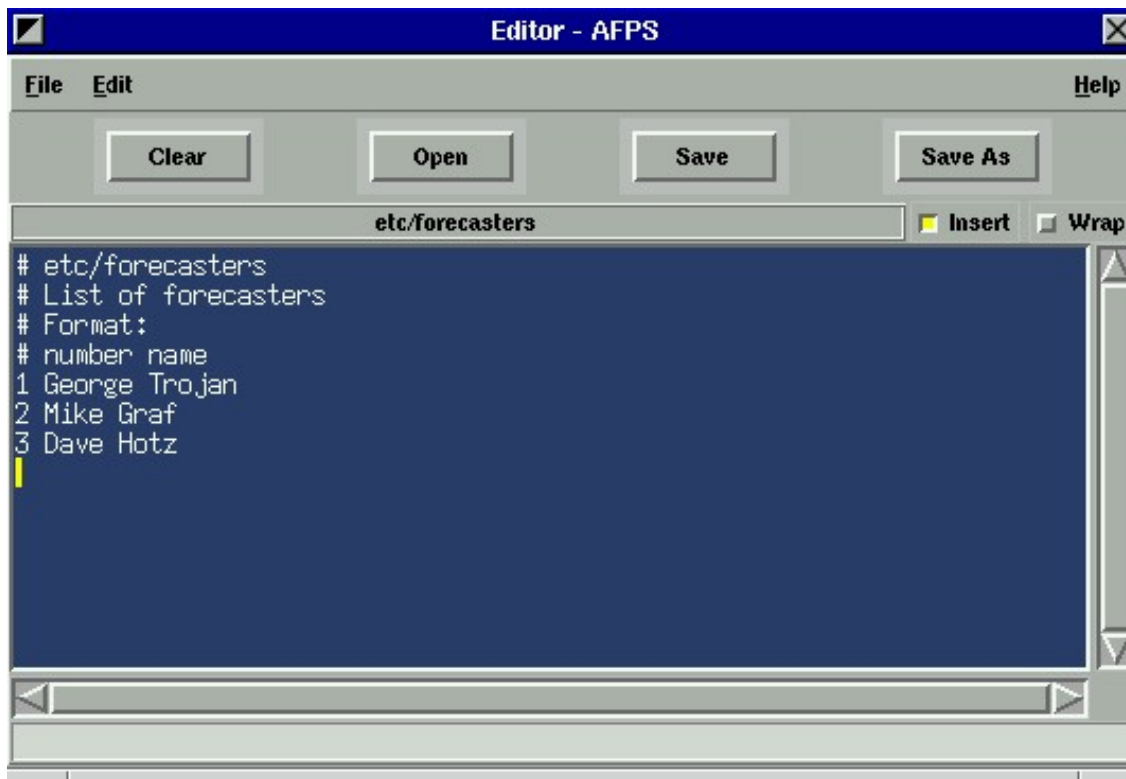 Editor - AFPS
File Edit Help
Clear Open Save Save As
etc/forecasters Insert Wrap
# etc/forecasters
# List of forecasters
# Format:
# number name
1 George Trojan
2 Mike Graf
3 Dave Hotz